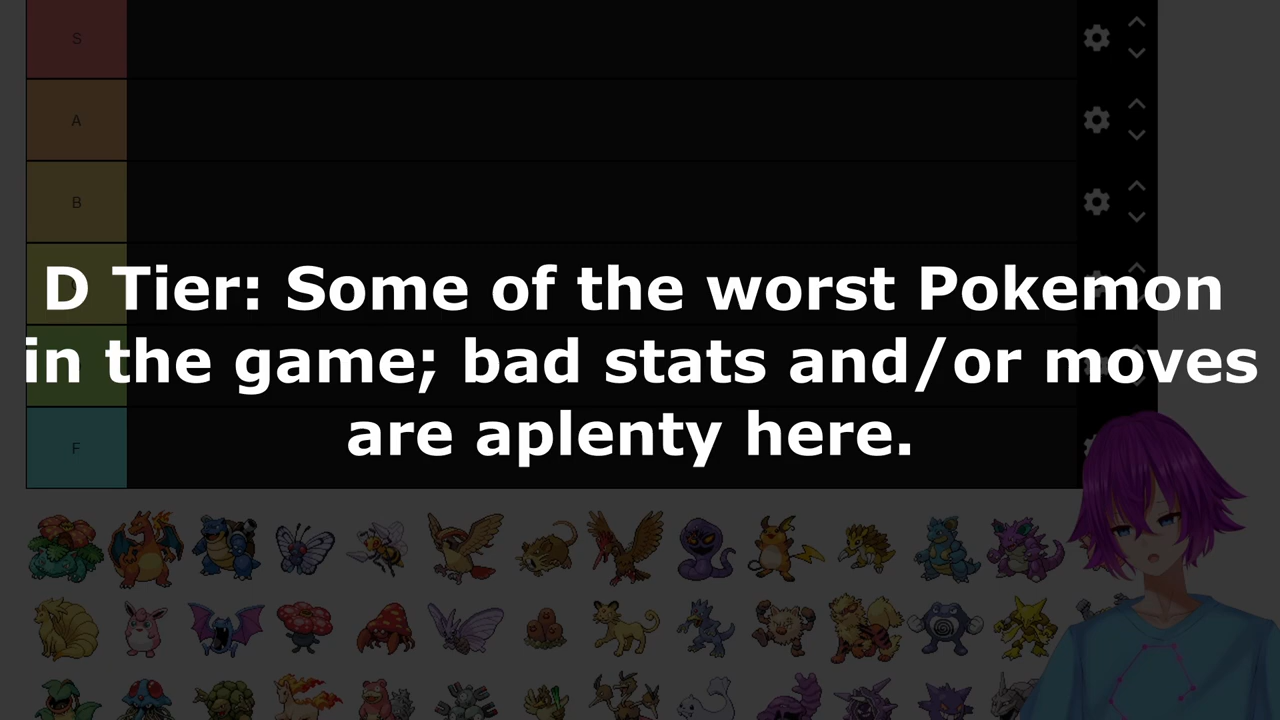 S
A
B
D Tier: Some of the worst Pokemon
in the game; bad stats and/or moves
are aplenty here.
F